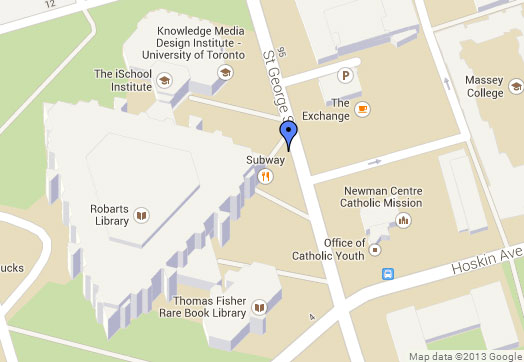 12
Knowledge Media
Design Institute -
University of Toronto
95
St George S
The iSchool
Institute
P
The
Exchange
Massey
College
Subway
Robarts
Library
Newman Centre
Catholic Mission
Office of
Catholic Youth
Hoskin Ave
ucks
Thomas Fisher
Rare Book Library
4
Map data ©2013 Google